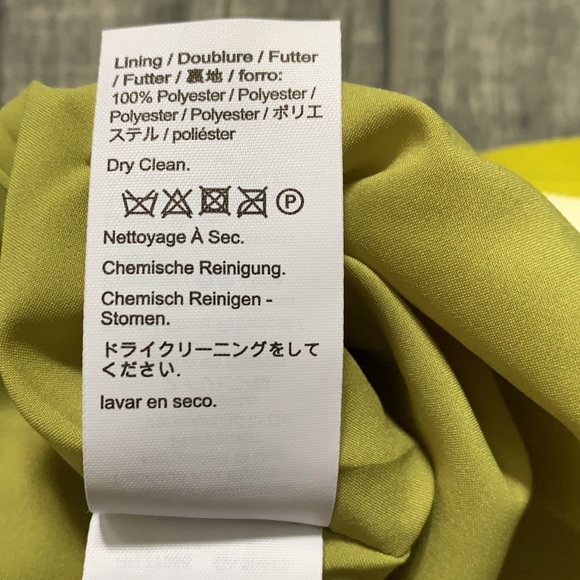 Lining / Doublure / Futter
/ Futter / 裏地 / forro:
100% Polyester / Polyester /
Polyester / Polyester / ポリエ
ステル / poliéster
Dry Clean.
P
Nettoyage À Sec.
Chemische Reinigung.
Chemisch Reinigen -
Stomen.
ドライクリーニングをして
ください.
lavar en seco.